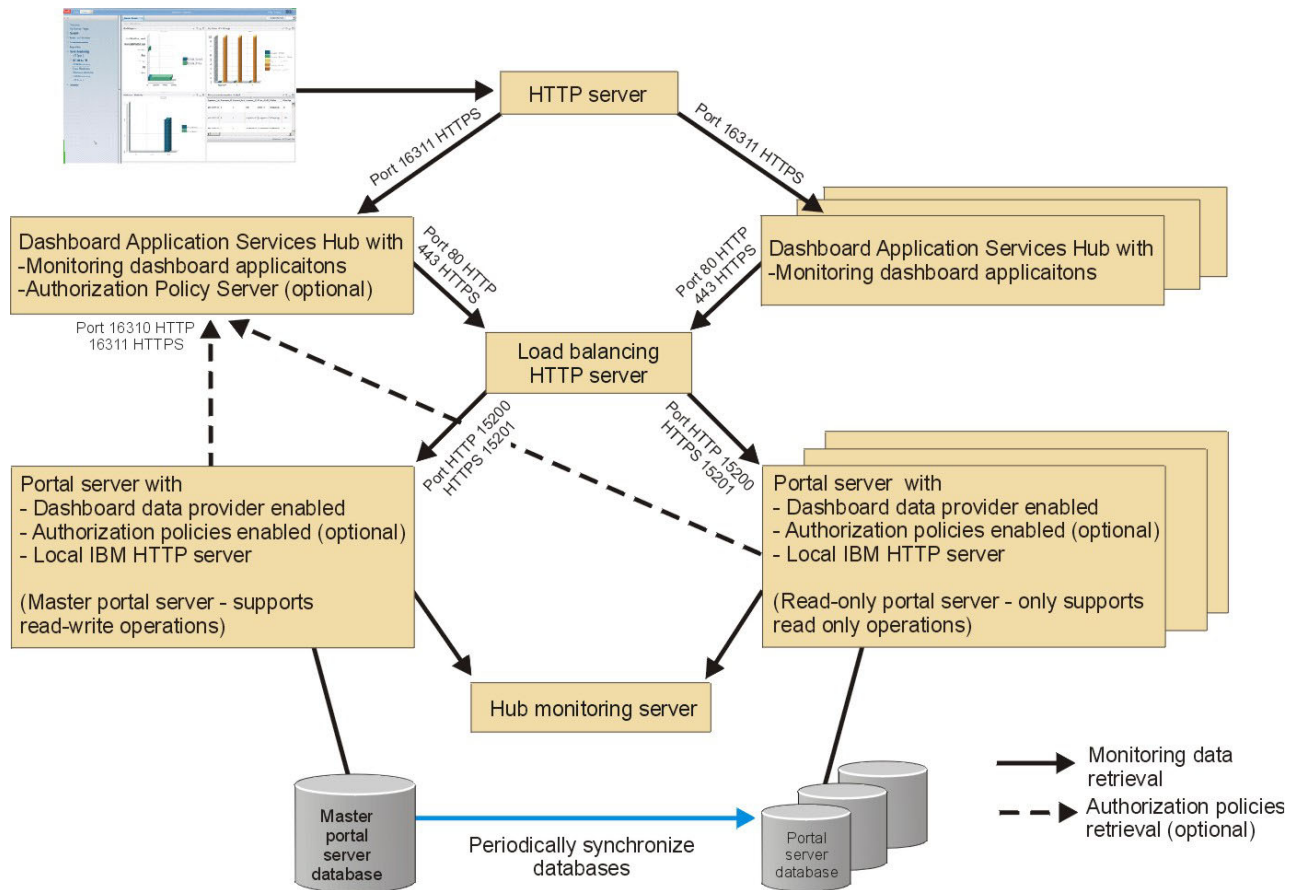 HTTP server
Port 16311 HTTPS
Port 16311 HTTPS
Dashboard Application Services Hub with
-Monitoring dashboard applicaitons
-Authorization Policy Server (optional)
Dashboard Application Services Hub with
-Monitoring dashboard applicaitons
Port 80 HTTP
443 HTTPS
Port 80 HTTP
443 HTTPS
Port 16310 HTTP
16311 HTTPS
Load balancing
HTTP server
Port HTTP 15200
HTTPS 15201
Port HTTP 15200
HTTPS 15201
Portal server with
- Dashboard data provider enabled
- Authorization policies enabled (optional)
- Local IBM HTTP server
(Master portal server - supports
read-write operations)
Portal server with
- Dashboard data provider enabled
- Authorization policies enabled (optional)
- Local IBM HTTP server
(Read-only portal server - only supports
read only operations)
Hub monitoring server
Master
portal
server
database
Periodically synchronize
databases
Portal
server
database
Monitoring data
retrieval
Authorization policies
retrieval (optional)